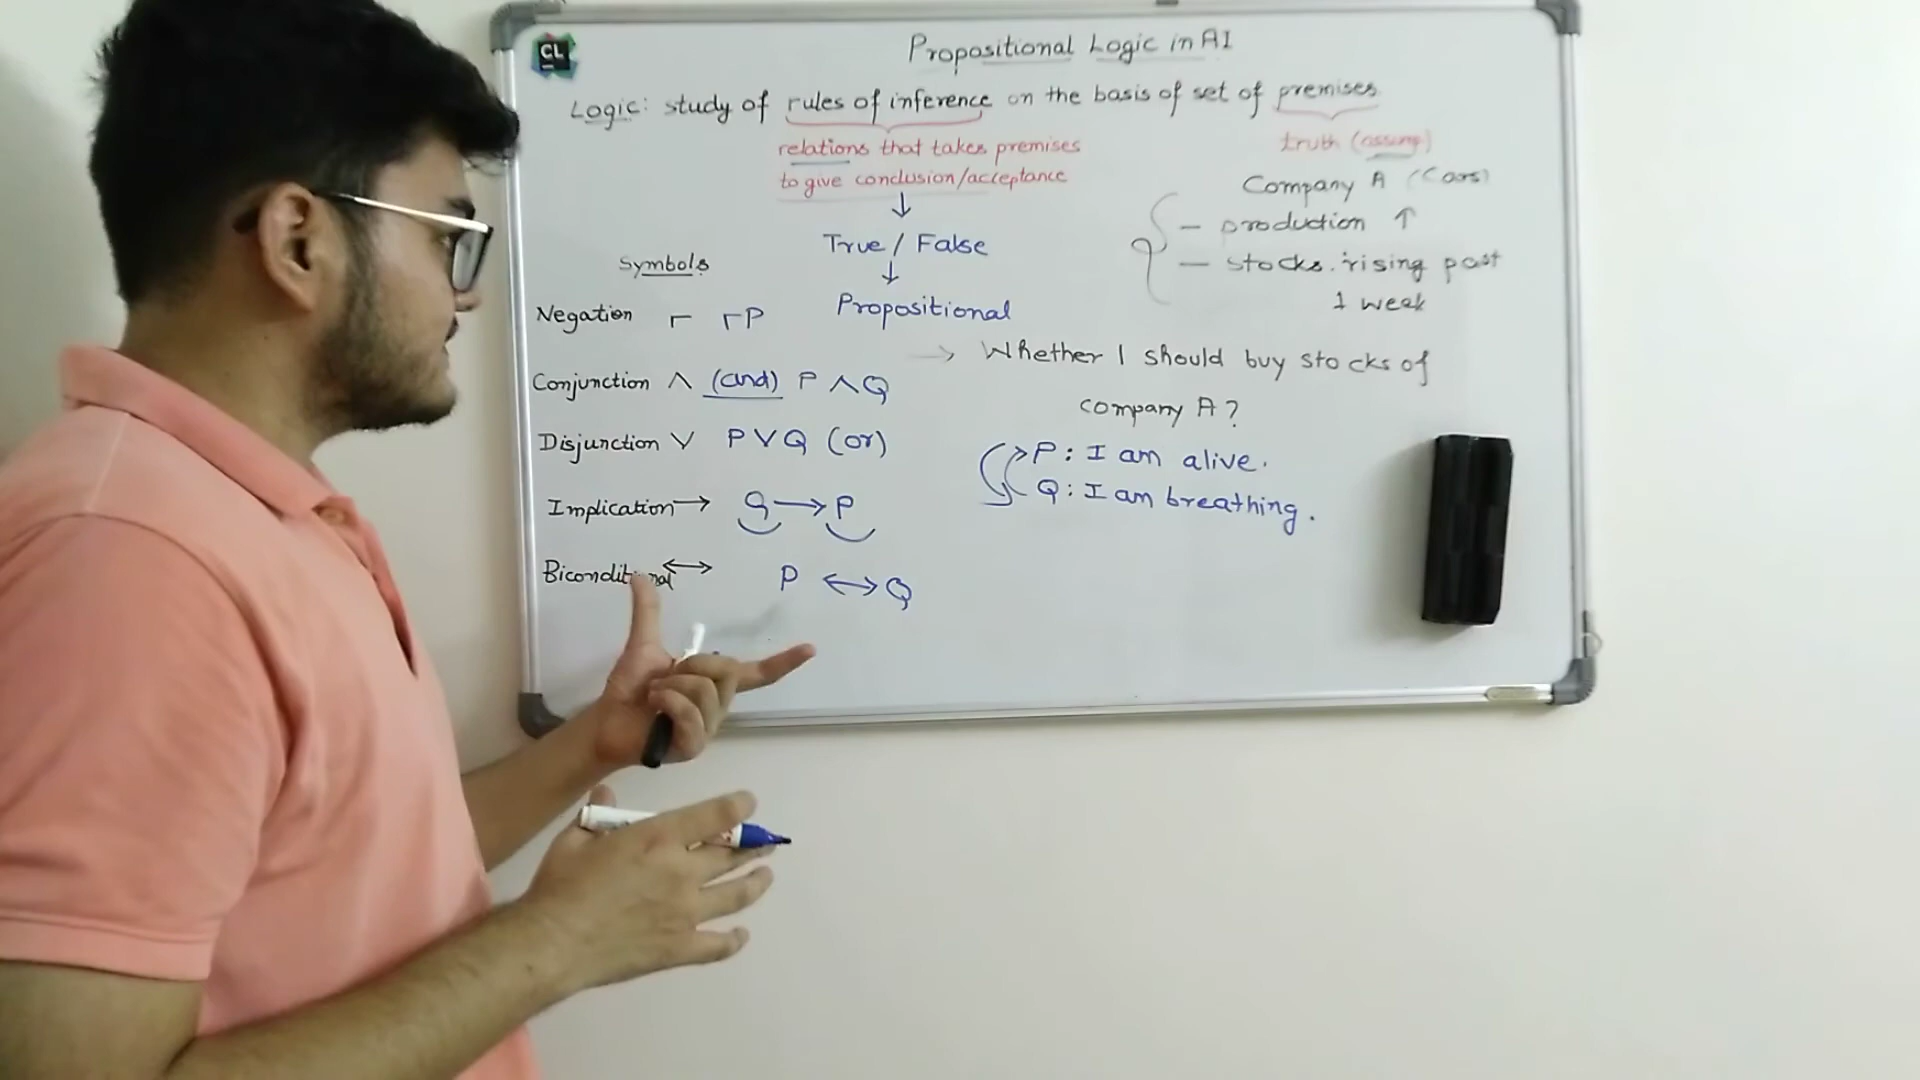 CL
Propositional Logic in AI
Logic: study of rules of inference on the basis of set of premises
relations that takes premises
to give conclusion/acceptance
↓
True / False
↓
Propositional
truth (assump)
Company A (Cars)
- production ↑
- stocks rising past
1 week
→ Whether I should buy stocks of
company A?
P: I am alive.
Q: I am breathing.
Symbols
Negation ┌ ┌P
Conjunction ∧ (and) P ∧ Q
Disjunction ∨ P ∨ Q (or)
Implication → Q → P
Biconditional ↔ P ↔ Q